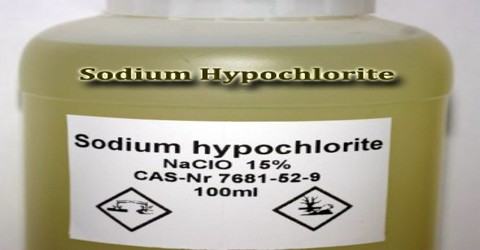 Sodium Hypochlorite
Sodium hypochlorite
NaClO 15%
CAS-Nr 7681-52-9
100ml